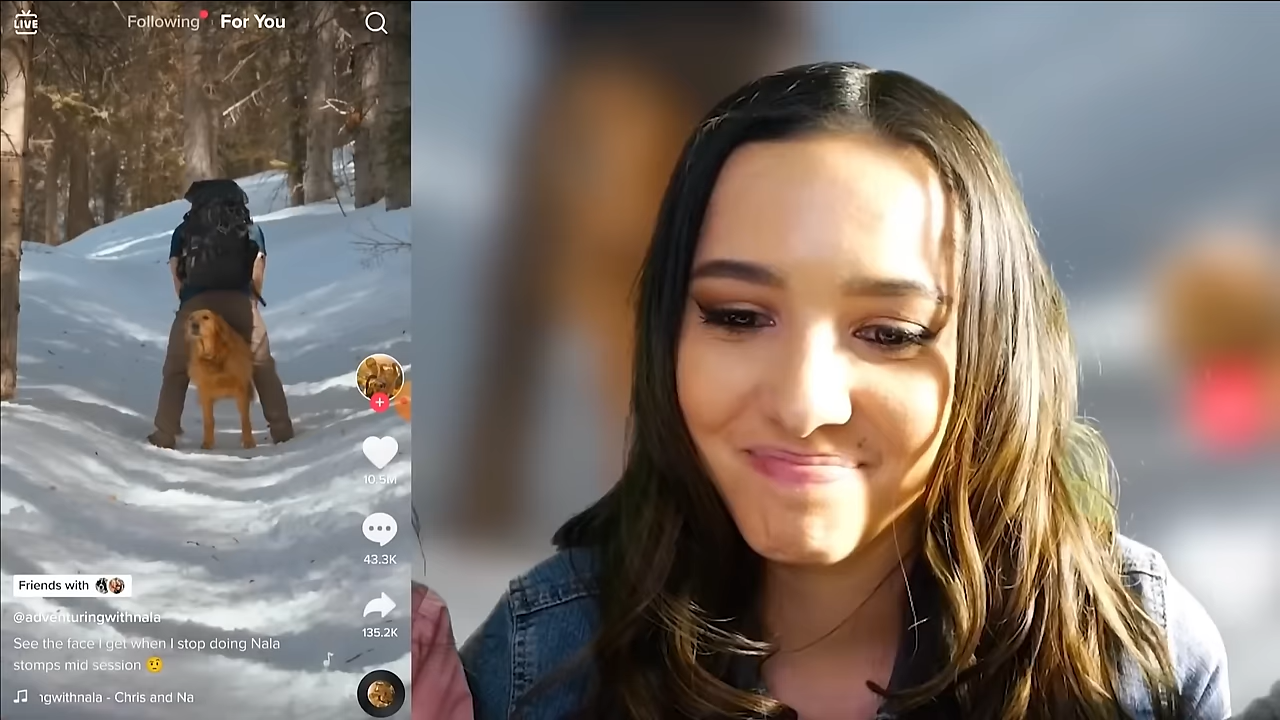 LIVE
Following
For You
10.5M
43.3K
135.2K
Friends with
@adventuringwithnala
See the face I get when I stop doing Nala
stomps mid session 🤨
ngwithnala - Chris and Na